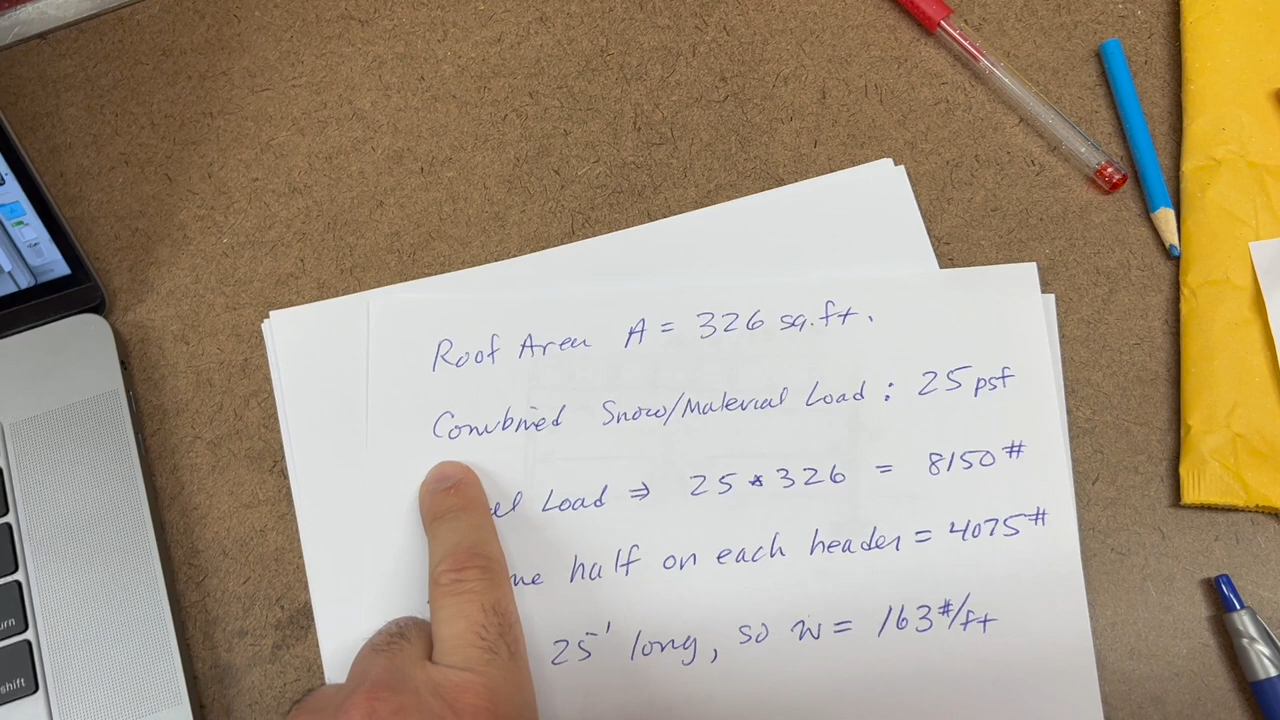 Roof Area A = 326 sq.ft.
Combined Snow/Material Load : 25 psf
Load ⇒ 25 * 326 = 8150 #
half on each header = 4075 #
25' long, so w = 163 #/ft
shift